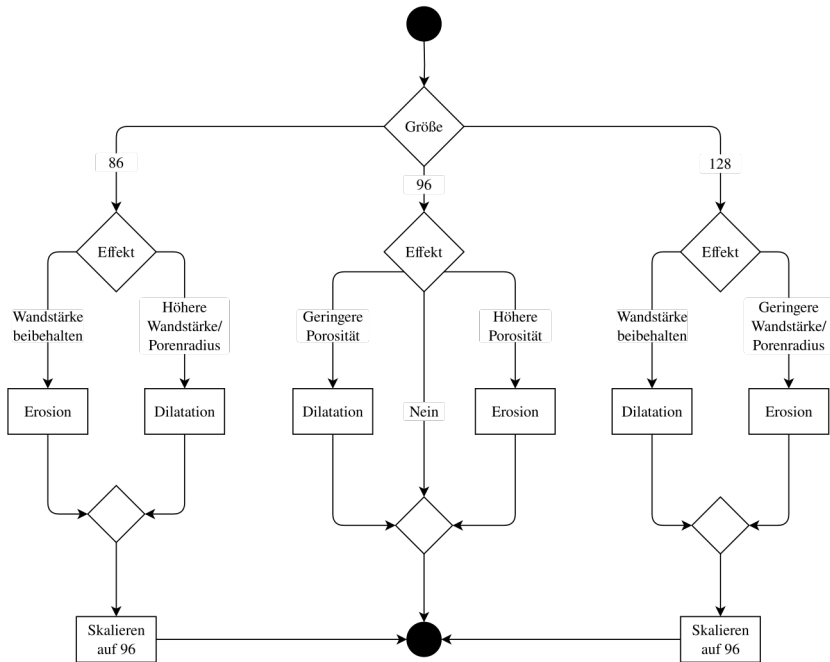 Größe
86
96
128
Effekt
Effekt
Effekt
Wandstärke
beibehalten
Höhere
Wandstärke/
Porenradius
Geringere
Porosität
Höhere
Porosität
Wandstärke
beibehalten
Geringere
Wandstärke/
Porenradius
Erosion
Dilatation
Dilatation
Nein
Erosion
Dilatation
Erosion
Skalieren
auf 96
Skalieren
auf 96